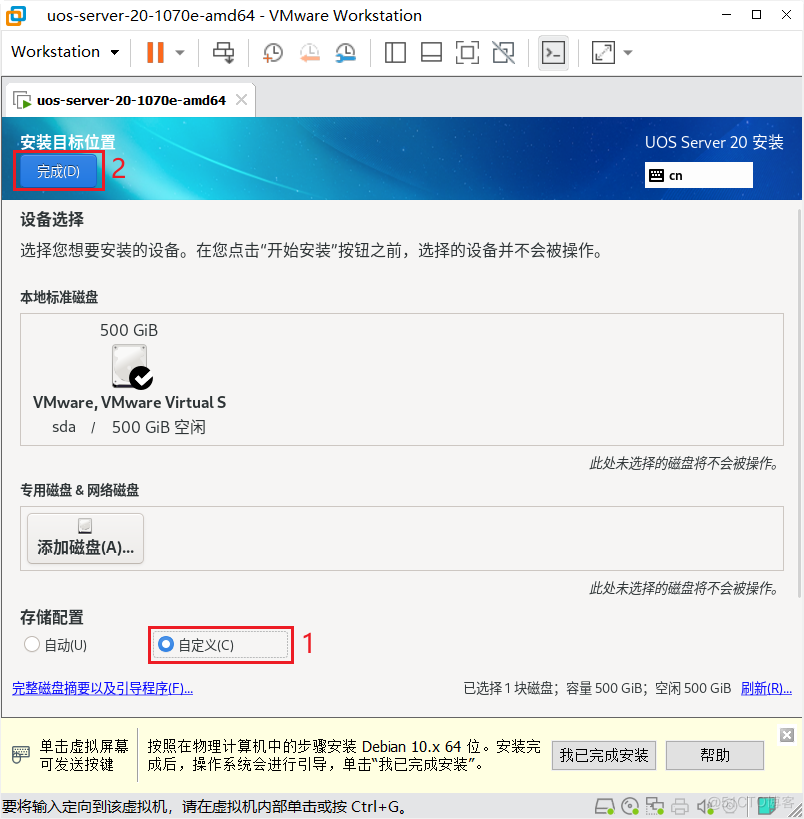 uos-server-20-1070e-amd64 - VMware Workstation
Workstation
uos-server-20-1070e-amd64
安装目标位置
UOS Server 20 安装
完成(D)
2
cn
设备选择
选择您想要安装的设备。在您点击“开始安装”按钮之前，选择的设备并不会被操作。
本地标准磁盘
500 GiB
VMware, VMware Virtual S
sda / 500 GiB 空闲
此处未选择的磁盘将不会被操作。
专用磁盘 & 网络磁盘
添加磁盘(A)...
此处未选择的磁盘将不会被操作。
存储配置
自动(U)
自定义(C)
1
完整磁盘摘要以及引导程序(F)...
已选择 1 块磁盘；容量 500 GiB；空闲 500 GiB
刷新(R)...
单击虚拟屏幕
可发送按键
按照在物理计算机中的步骤安装 Debian 10.x 64 位。安装完
成后，操作系统会进行引导，单击“我已完成安装”。
我已完成安装
帮助
要将输入定向到该虚拟机，请在虚拟机内部单击或按 Ctrl+G。
@51CTO博客